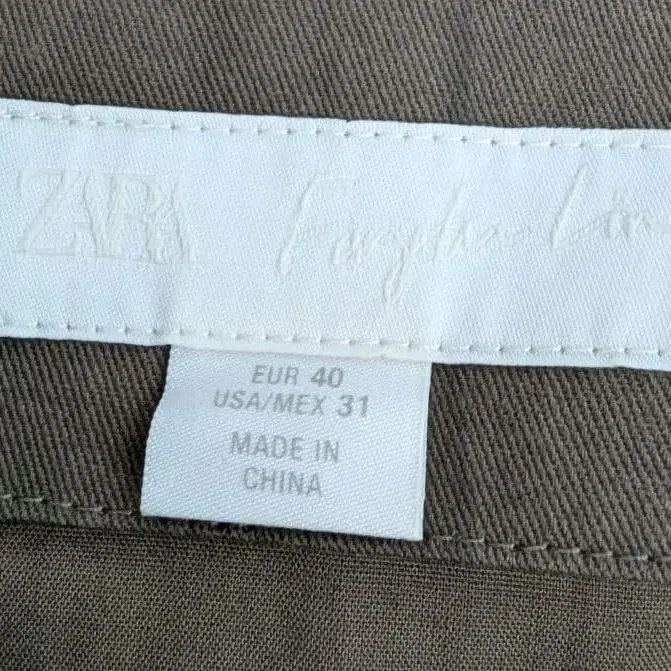 ZARA
EUR 40
USA/MEX 31
MADE IN
CHINA